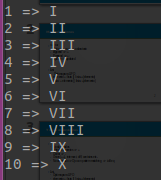 1 => I
2 => II
3 => III
4 => IV
5 => V
6 => VI
7 => VII
8 => VIII
9 => IX
10 => X